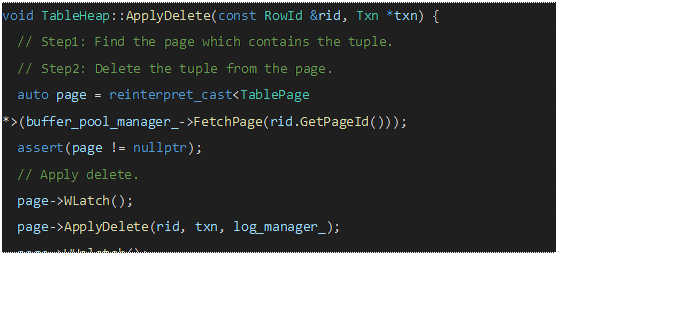 void TableHeap::ApplyDelete(const RowId &rid, Txn *txn) {
// Step1: Find the page which contains the tuple.
// Step2: Delete the tuple from the page.
auto page = reinterpret_cast<TablePage
*>(buffer_pool_manager_->FetchPage(rid.GetPageId()));
assert(page != nullptr);
// Apply delete.
page->WLatch();
page->ApplyDelete(rid, txn, log_manager_);